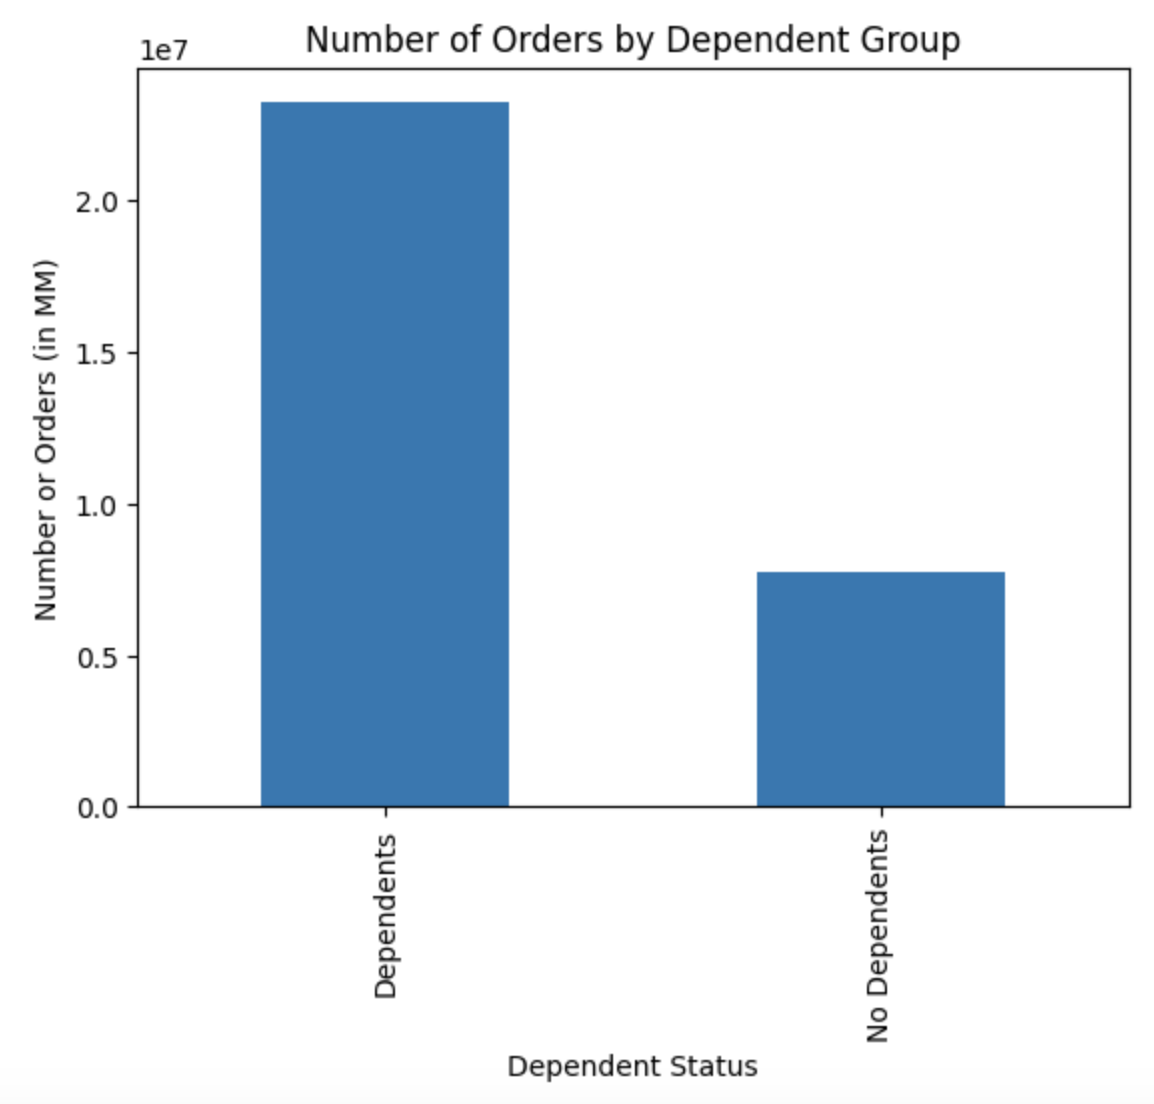 Number of Orders by Dependent Group
1e7
2.0
1.5
1.0
0.5
0.0
Number or Orders (in MM)
Dependents
No Dependents
Dependent Status